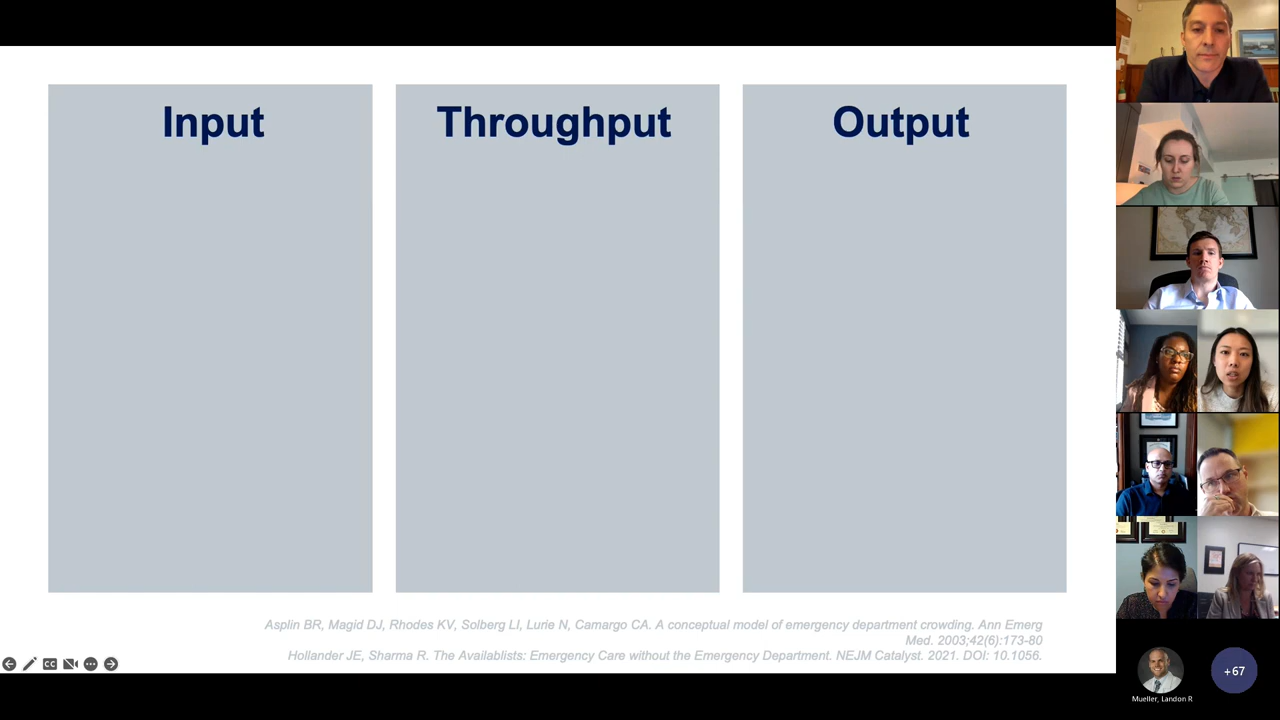 Input
Throughput
Output
Asplin BR, Magid DJ, Rhodes KV, Solberg LI, Lurie N, Camargo CA. A conceptual model of emergency department crowding. Ann Emerg
Med. 2003;42(6):173-80
Hollander JE, Sharma R. The Availablists: Emergency Care without the Emergency Department. NEJM Catalyst. 2021. DOI: 10.1056.
CC
Mueller, Landon R
+67